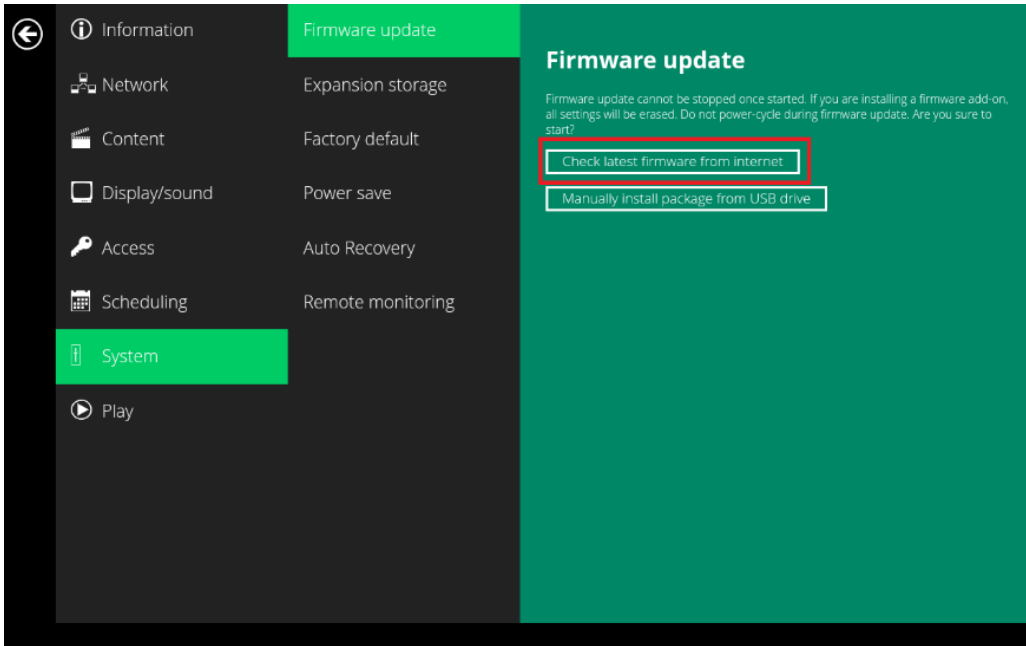 Information
Network
Content
Display/sound
Access
Scheduling
System
Play
Firmware update
Expansion storage
Factory default
Power save
Auto Recovery
Remote monitoring
Firmware update
Firmware update cannot be stopped once started. If you are installing a firmware add-on,
all settings will be erased. Do not power-cycle during firmware update. Are you sure to
start?
Check latest firmware from internet
Manually install package from USB drive